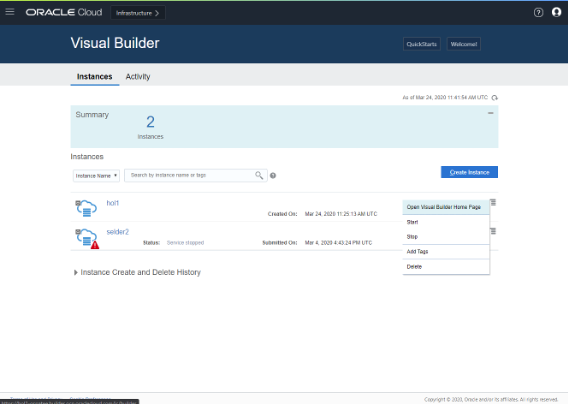 ORACLE Cloud
Infrastructure >
Visual Builder
QuickStarts
Welcome!
Instances
Activity
As of Mar 24, 2020 11:41:54 AM UTC
Summary
2
Instances
Instances
Instance Name
Search by instance name or tags
Create Instance
hol1
Created On: Mar 24, 2020 11:25:13 AM UTC
Open Visual Builder Home Page
Start
Stop
Add Tags
Delete
selder2
Status: Service stopped
Submitted On: Mar 4, 2020 4:43:24 PM UTC
Instance Create and Delete History
Copyright © 2020, Oracle and/or its affiliates. All rights reserved.